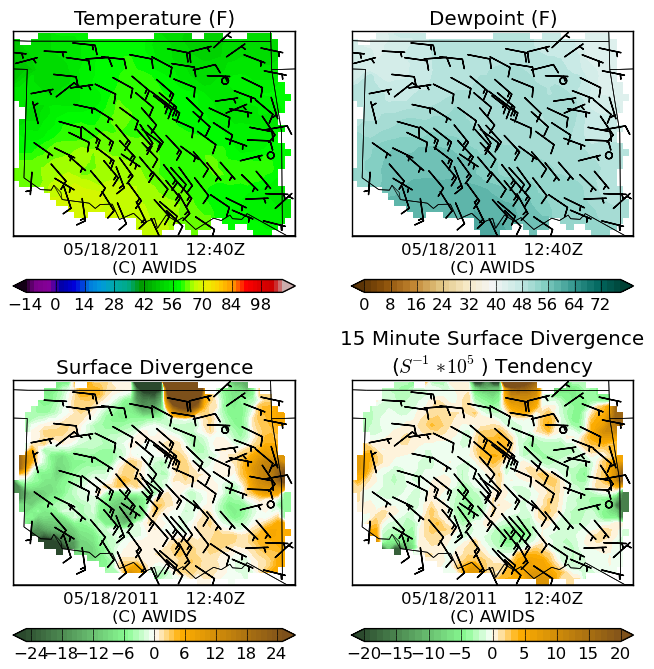 Temperature (F)
Dewpoint (F)
05/18/2011 12:40Z
(C) AWIDS
05/18/2011 12:40Z
(C) AWIDS
−14 0 14 28 42 56 70 84 98
0 8 16 24 32 40 48 56 64 72
Surface Divergence
15 Minute Surface Divergence
(S⁻¹ *10⁵ ) Tendency
05/18/2011 12:40Z
(C) AWIDS
05/18/2011 12:40Z
(C) AWIDS
−24 −18 −12 −6 0 6 12 18 24
−20 −15 −10 −5 0 5 10 15 20